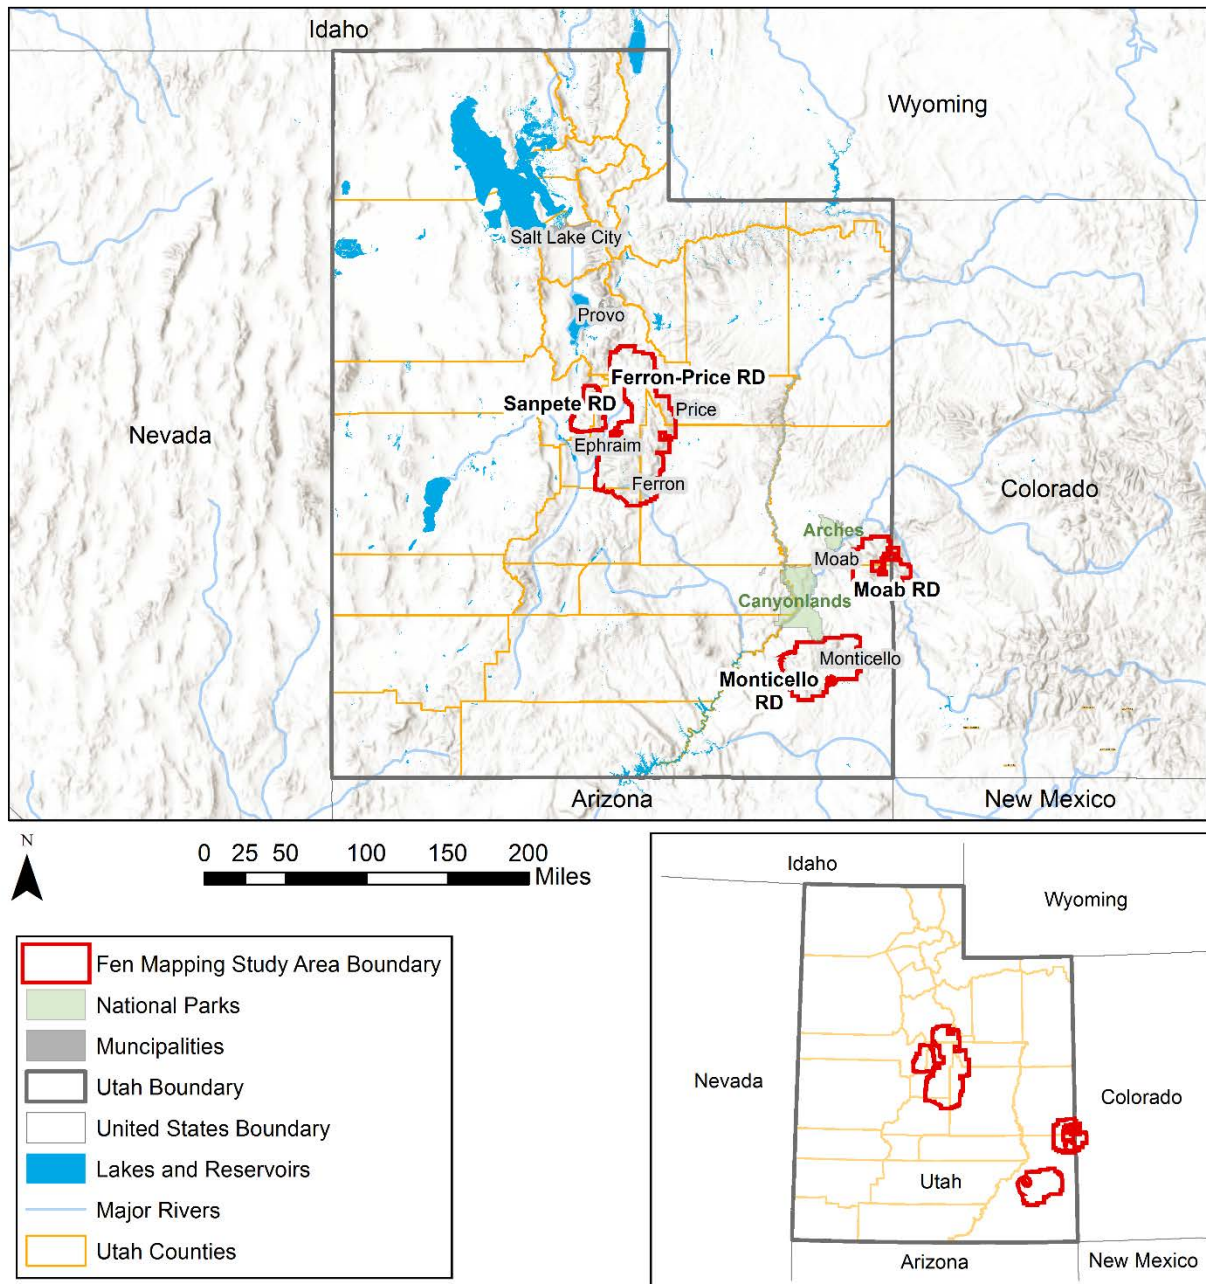 Idaho
Wyoming
Salt Lake City
Provo
Ferron-Price RD
Sanpete RD
Price
Nevada
Ephraim
Ferron
Colorado
Arches
Moab
Moab RD
Canyonlands
Monticello
Monticello
RD
Arizona
New Mexico
N
0 25 50 100 150 200
Miles
Fen Mapping Study Area Boundary
National Parks
Muncipalities
Utah Boundary
United States Boundary
Lakes and Reservoirs
Major Rivers
Utah Counties
Idaho
Wyoming
Nevada
Colorado
Utah
Arizona
New Mexico